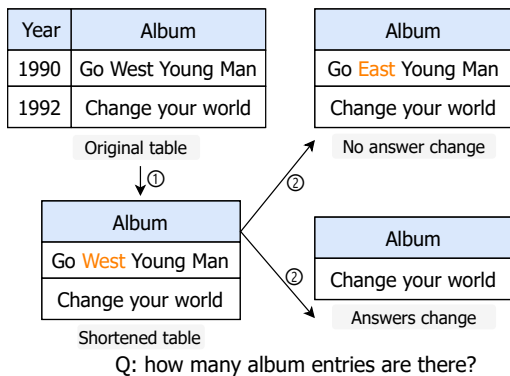 Year Album
1990 Go West Young Man
1992 Change your world
Original table
①
Album
Go West Young Man
Change your world
Shortened table
②
Album
Go East Young Man
Change your world
No answer change
②
Album
Change your world
Answers change
Q: how many album entries are there?